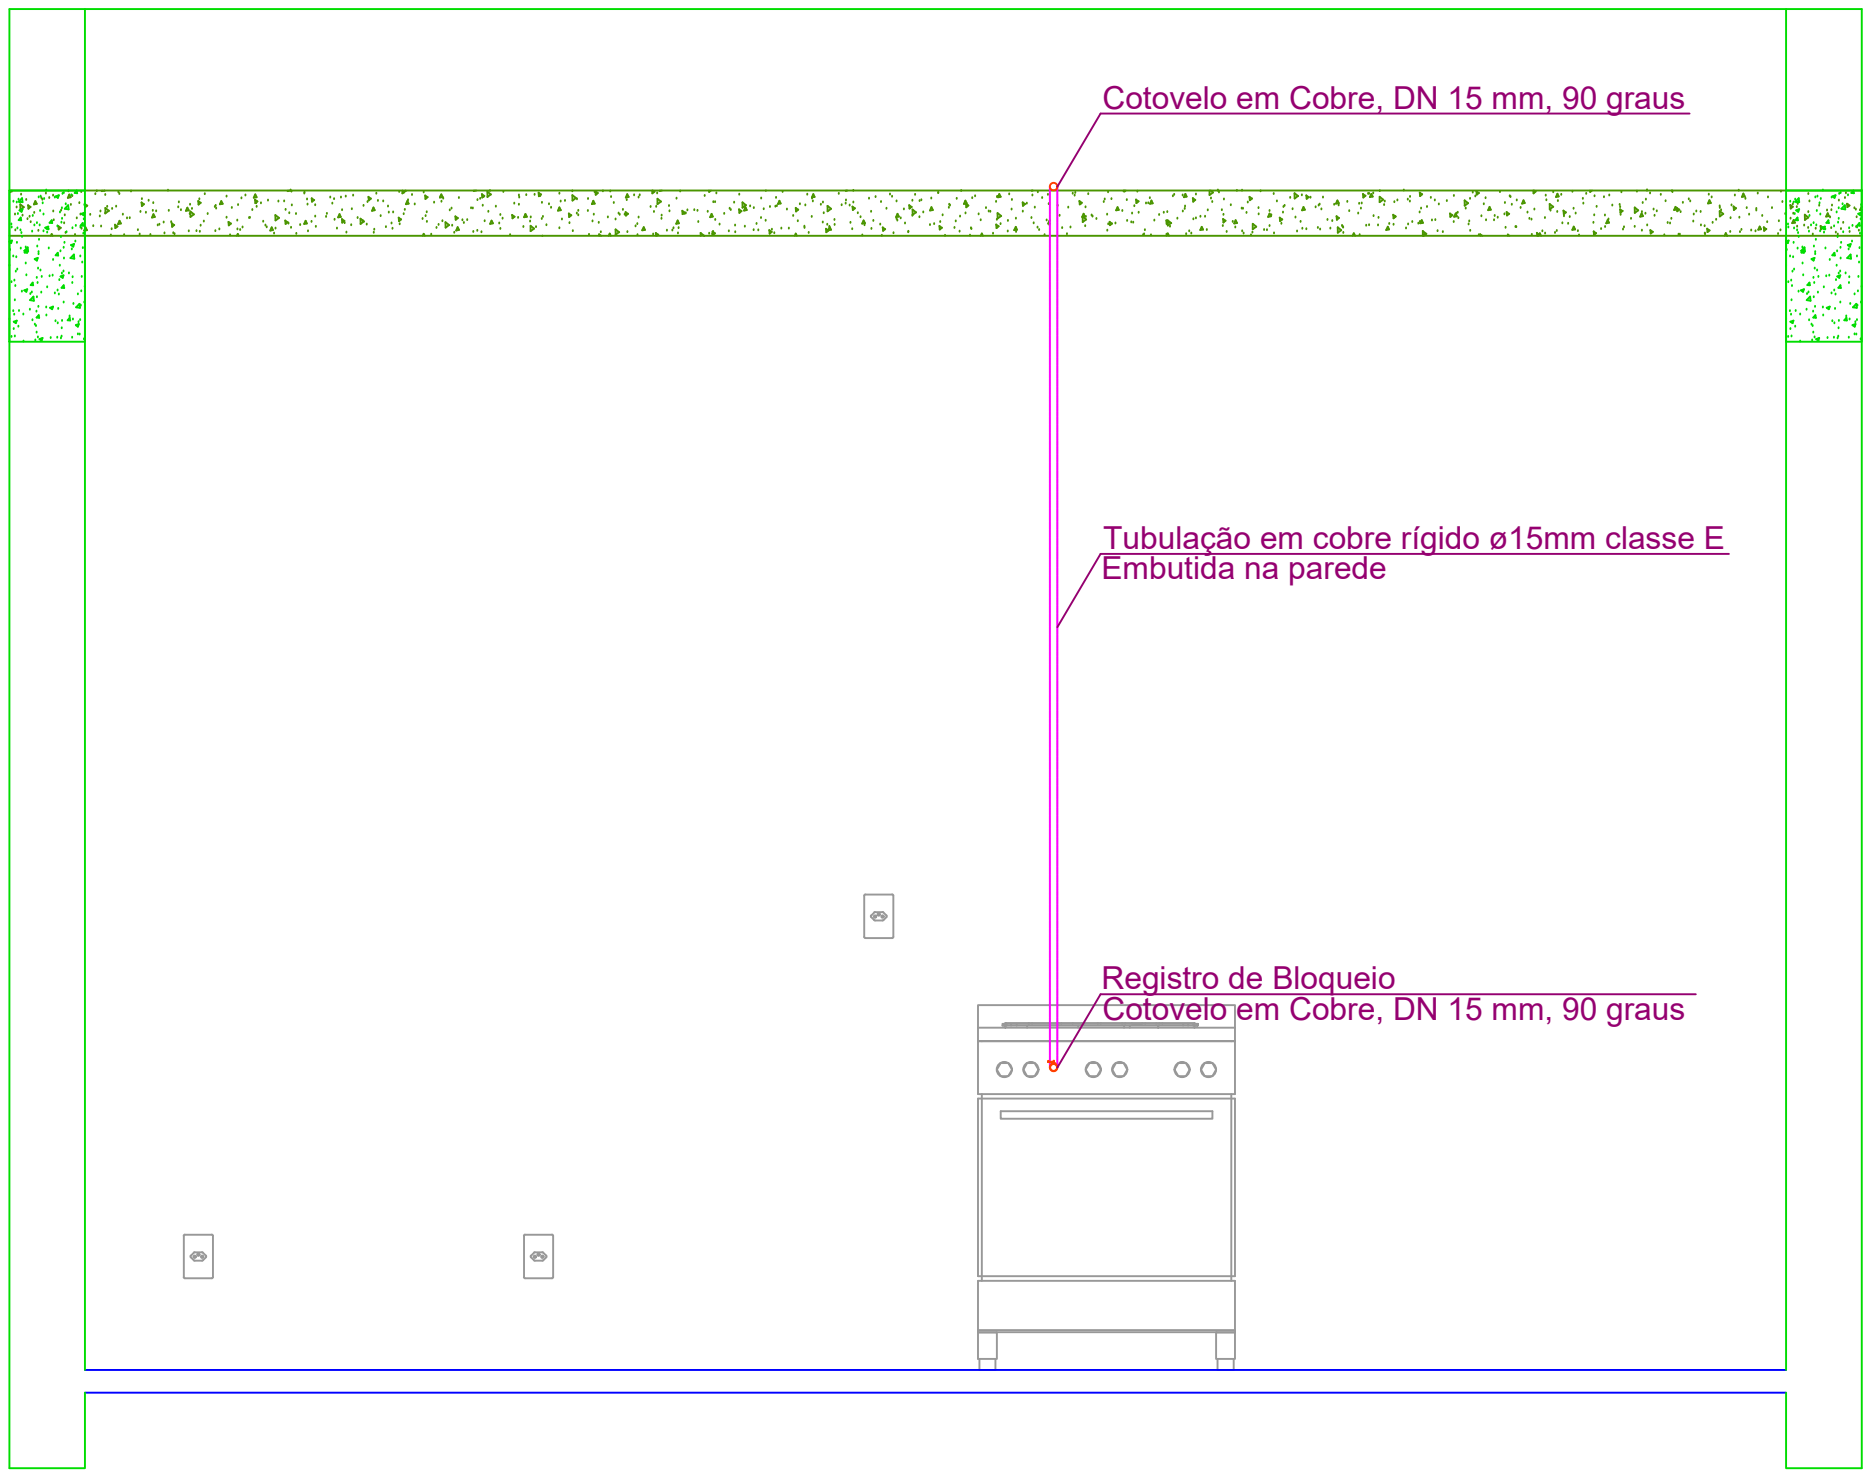 Cotovelo em Cobre, DN 15 mm, 90 graus
Tubulação em cobre rígido ø15mm classe E
Embutida na parede
Registro de Bloqueio
Cotovelo em Cobre, DN 15 mm, 90 graus